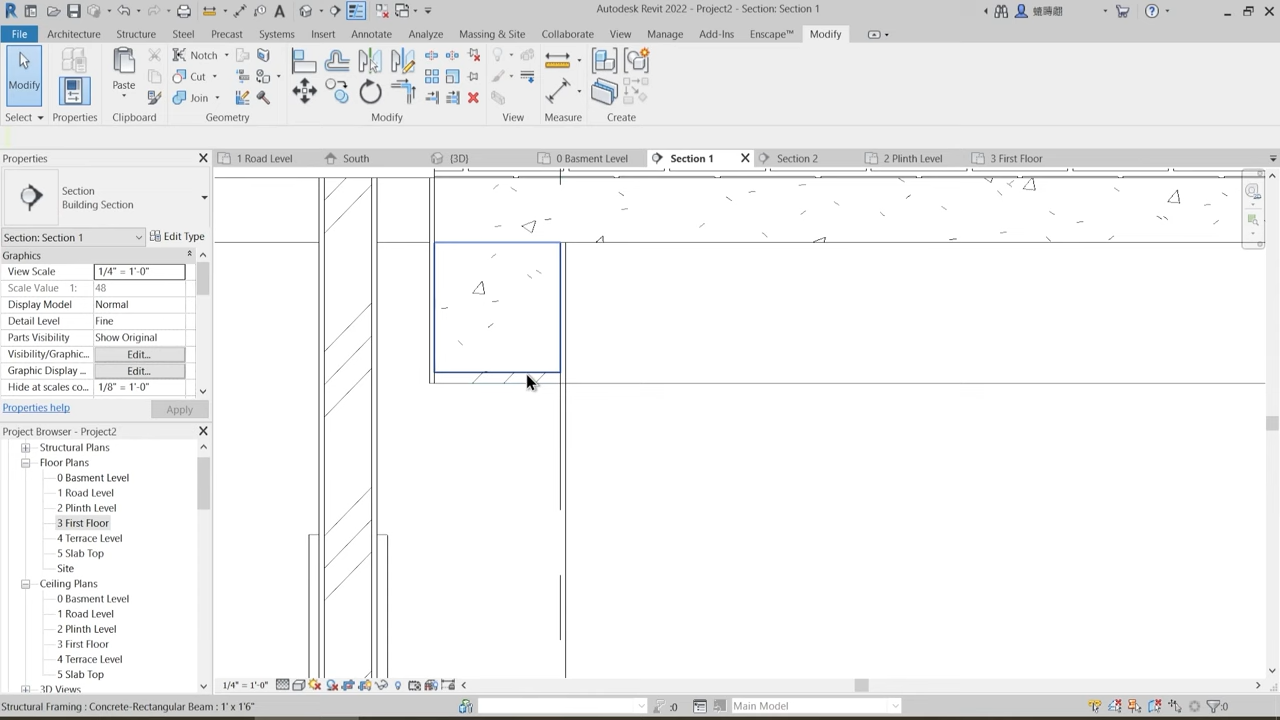 Autodesk Revit 2022 - Project2 - Section: Section 1
File Architecture Structure Steel Precast Systems Insert Annotate Analyze Massing & Site Collaborate View Manage Add-Ins Enscape™ Modify
Modify
Paste
Notch
Cut
Join
Select Properties Clipboard Geometry Modify View Measure Create
Properties
1 Road Level South {3D} 0 Basment Level Section 1 Section 2 2 Plinth Level 3 First Floor
Section
Building Section
Section: Section 1 Edit Type
Graphics
View Scale 1/4" = 1'-0"
Scale Value 1: 48
Display Model Normal
Detail Level Fine
Parts Visibility Show Original
Visibility/Graphic... Edit...
Graphic Display ... Edit...
Hide at scales co... 1/8" = 1'-0"
Properties help Apply
Project Browser - Project2
Structural Plans
Floor Plans
0 Basment Level
1 Road Level
2 Plinth Level
3 First Floor
4 Terrace Level
5 Slab Top
Site
Ceiling Plans
0 Basment Level
1 Road Level
2 Plinth Level
3 First Floor
4 Terrace Level
5 Slab Top
3D Views
1/4" = 1'-0"
Structural Framing : Concrete-Rectangular Beam : 1' x 1'6" :0 Main Model :0